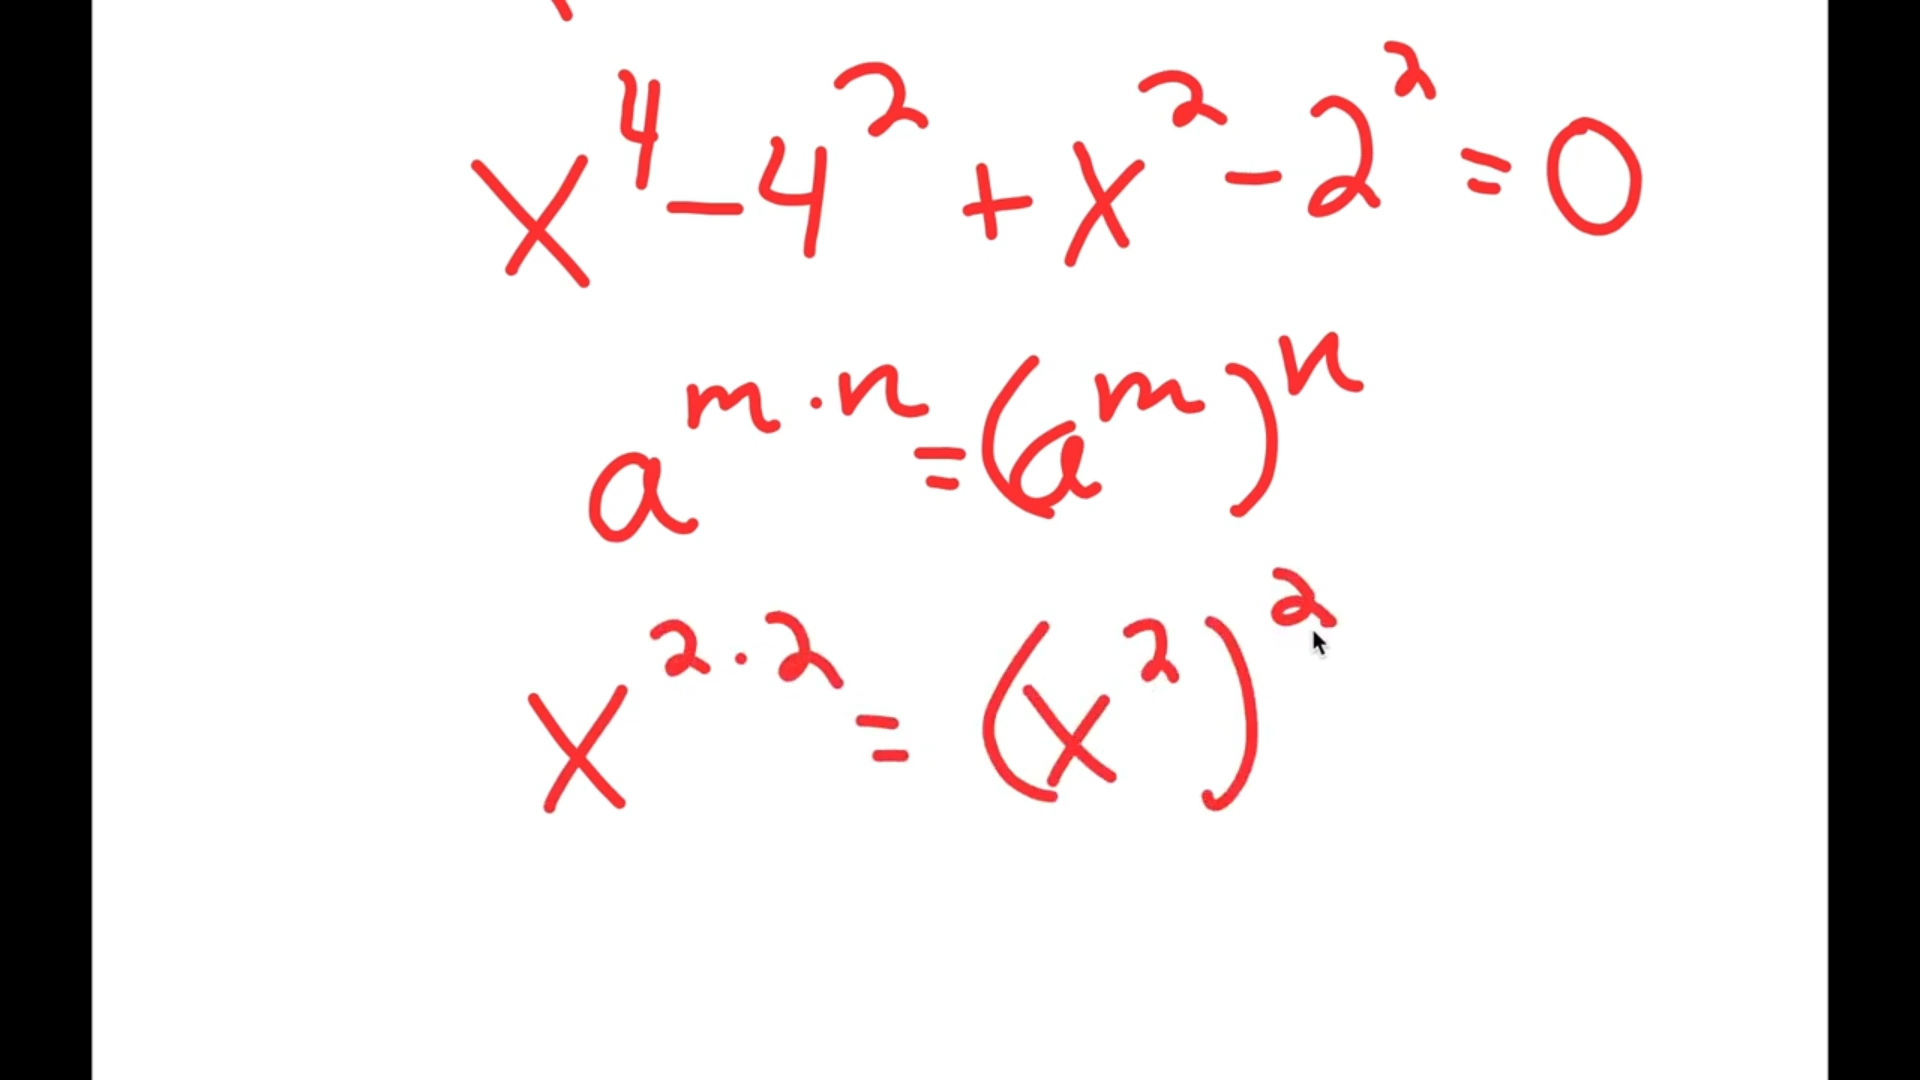 x⁴ - 4² + x² - 2² = 0
a^{m·n} = (a^m)^n
x^{2·2} = (x²)²